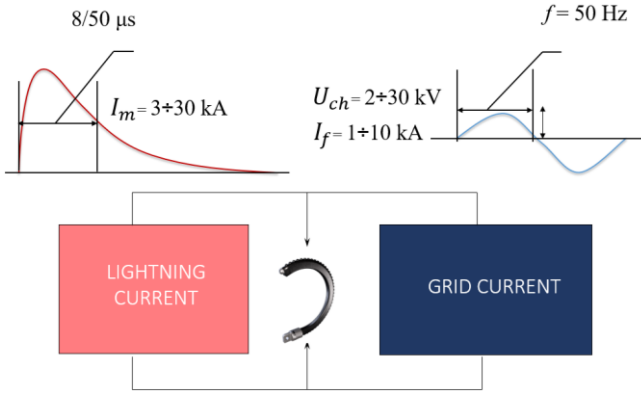 8/50 μs
f = 50 Hz
I_m = 3÷30 kA
U_ch = 2÷30 kV
I_f = 1÷10 kA
LIGHTNING
CURRENT
GRID CURRENT